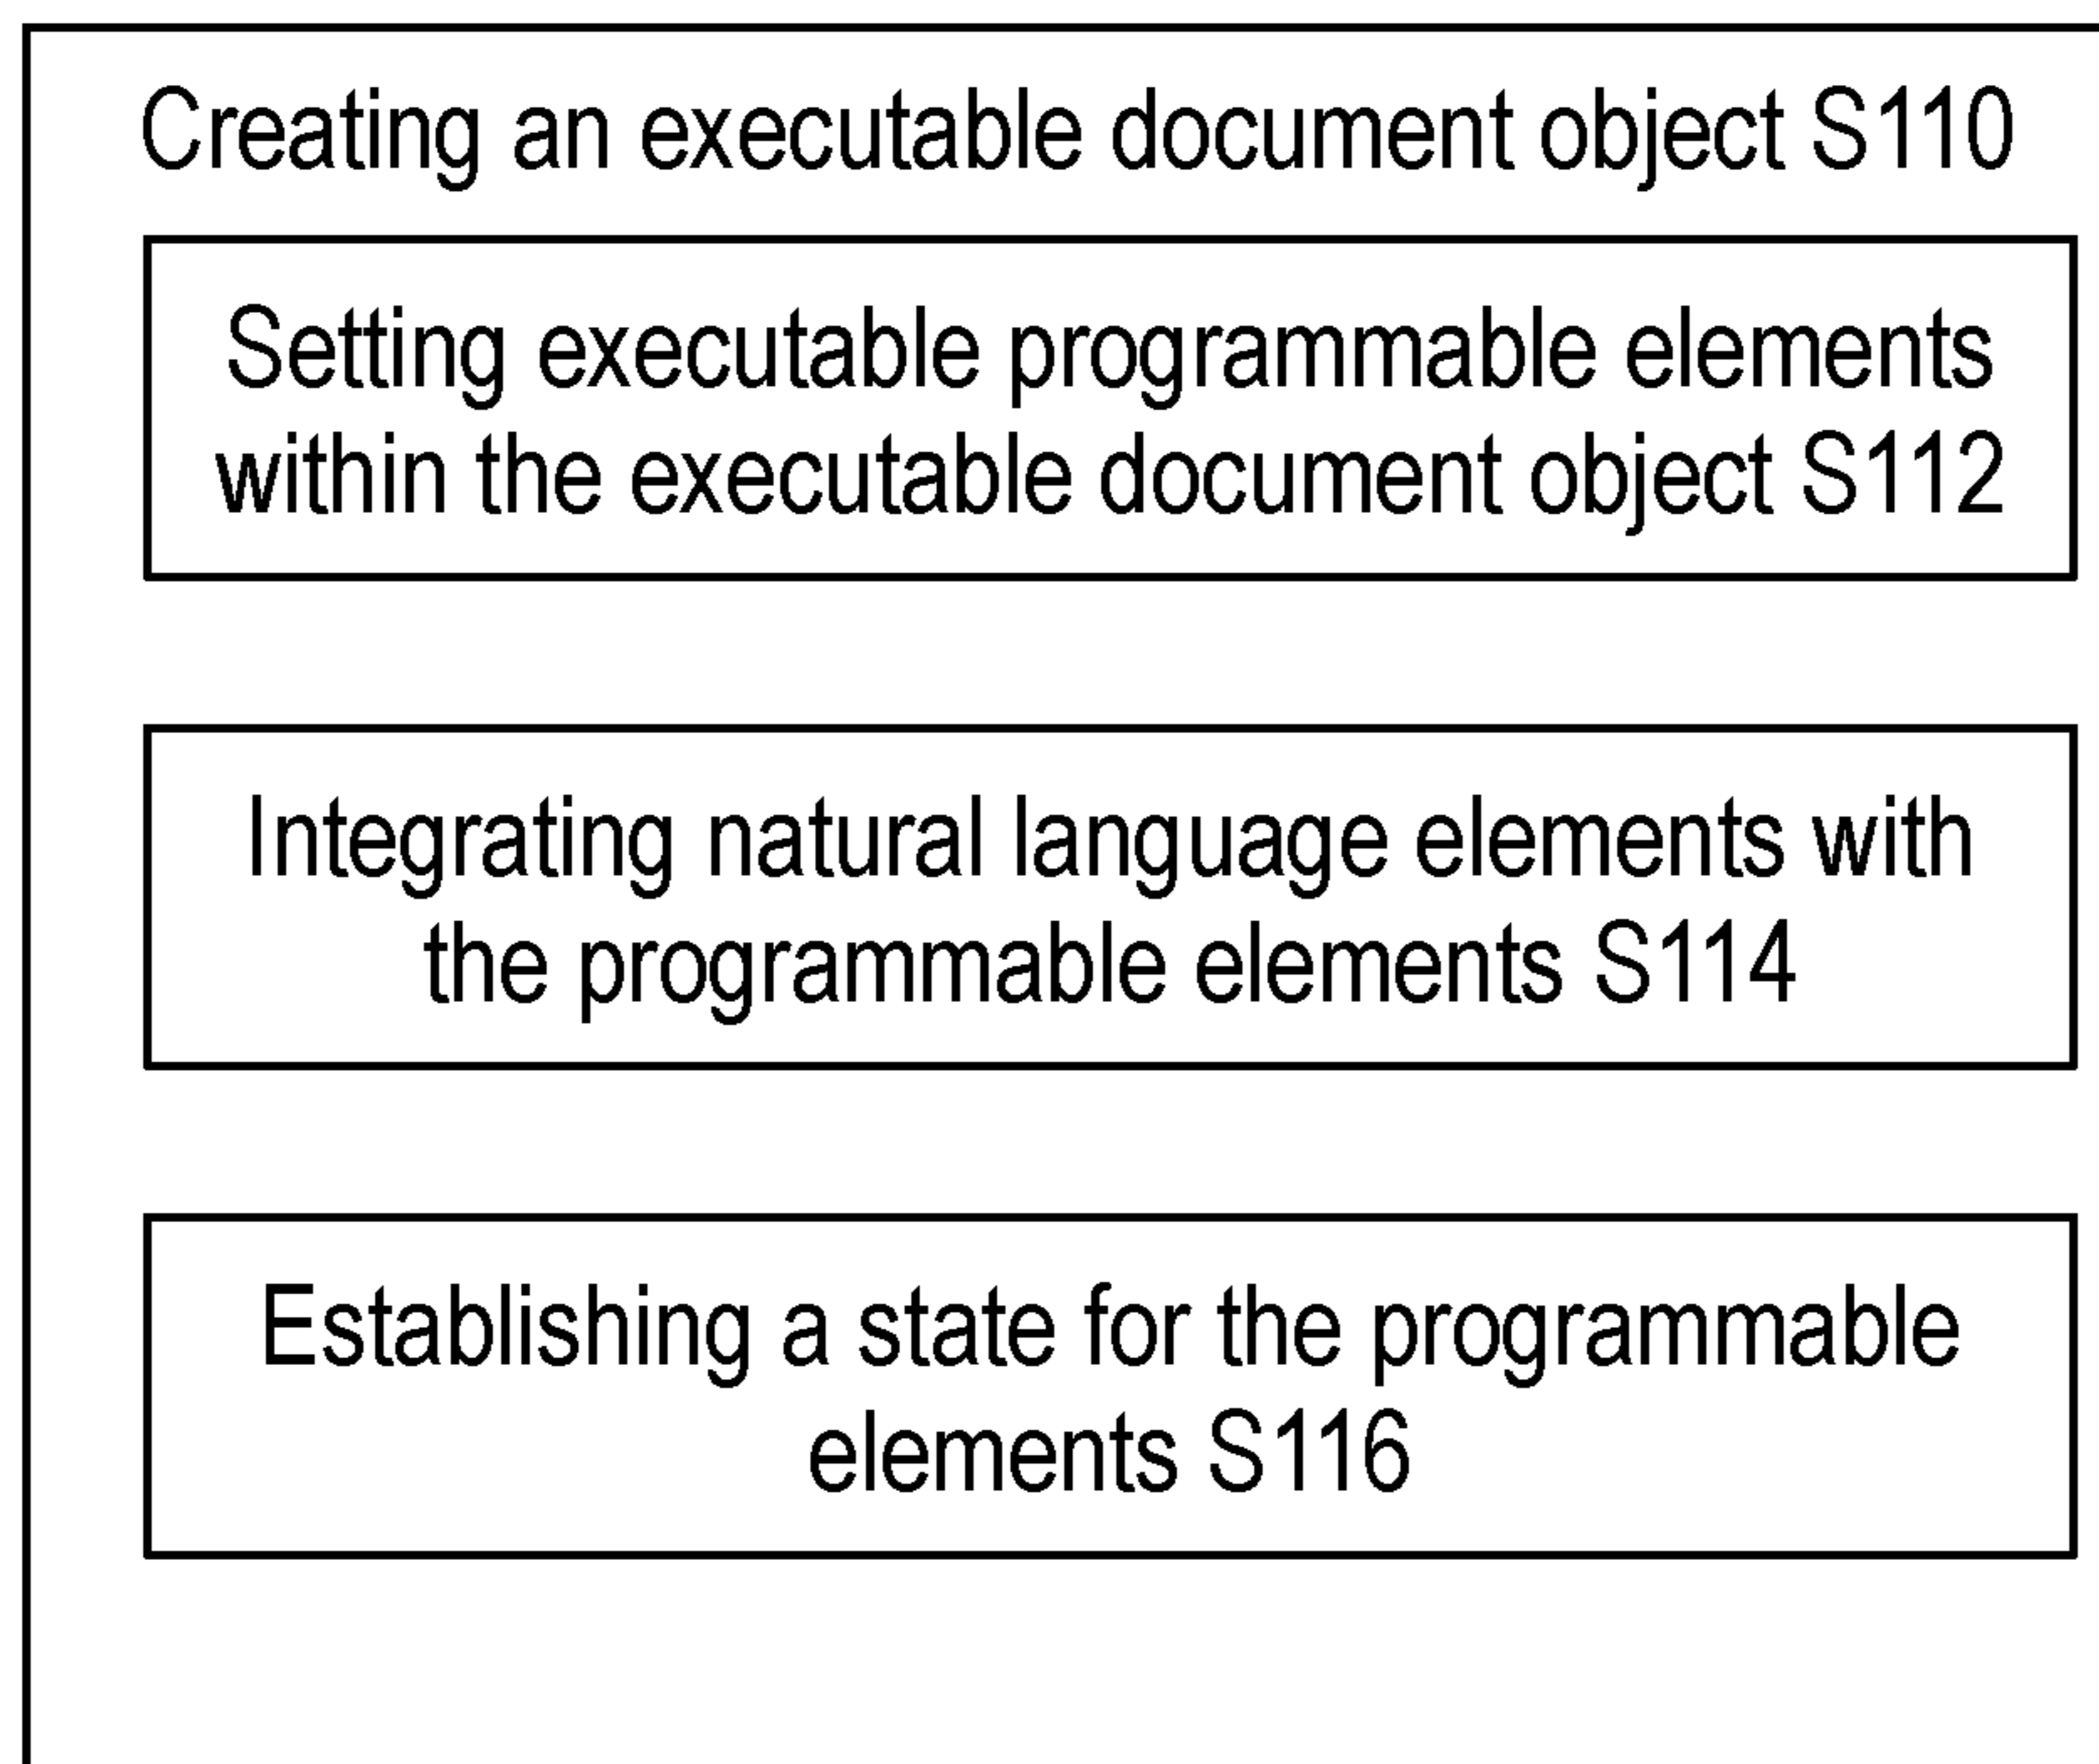 Creating an executable document object S110
Setting executable programmable elements
within the executable document object S112
Integrating natural language elements with
the programmable elements S114
Establishing a state for the programmable
elements S116